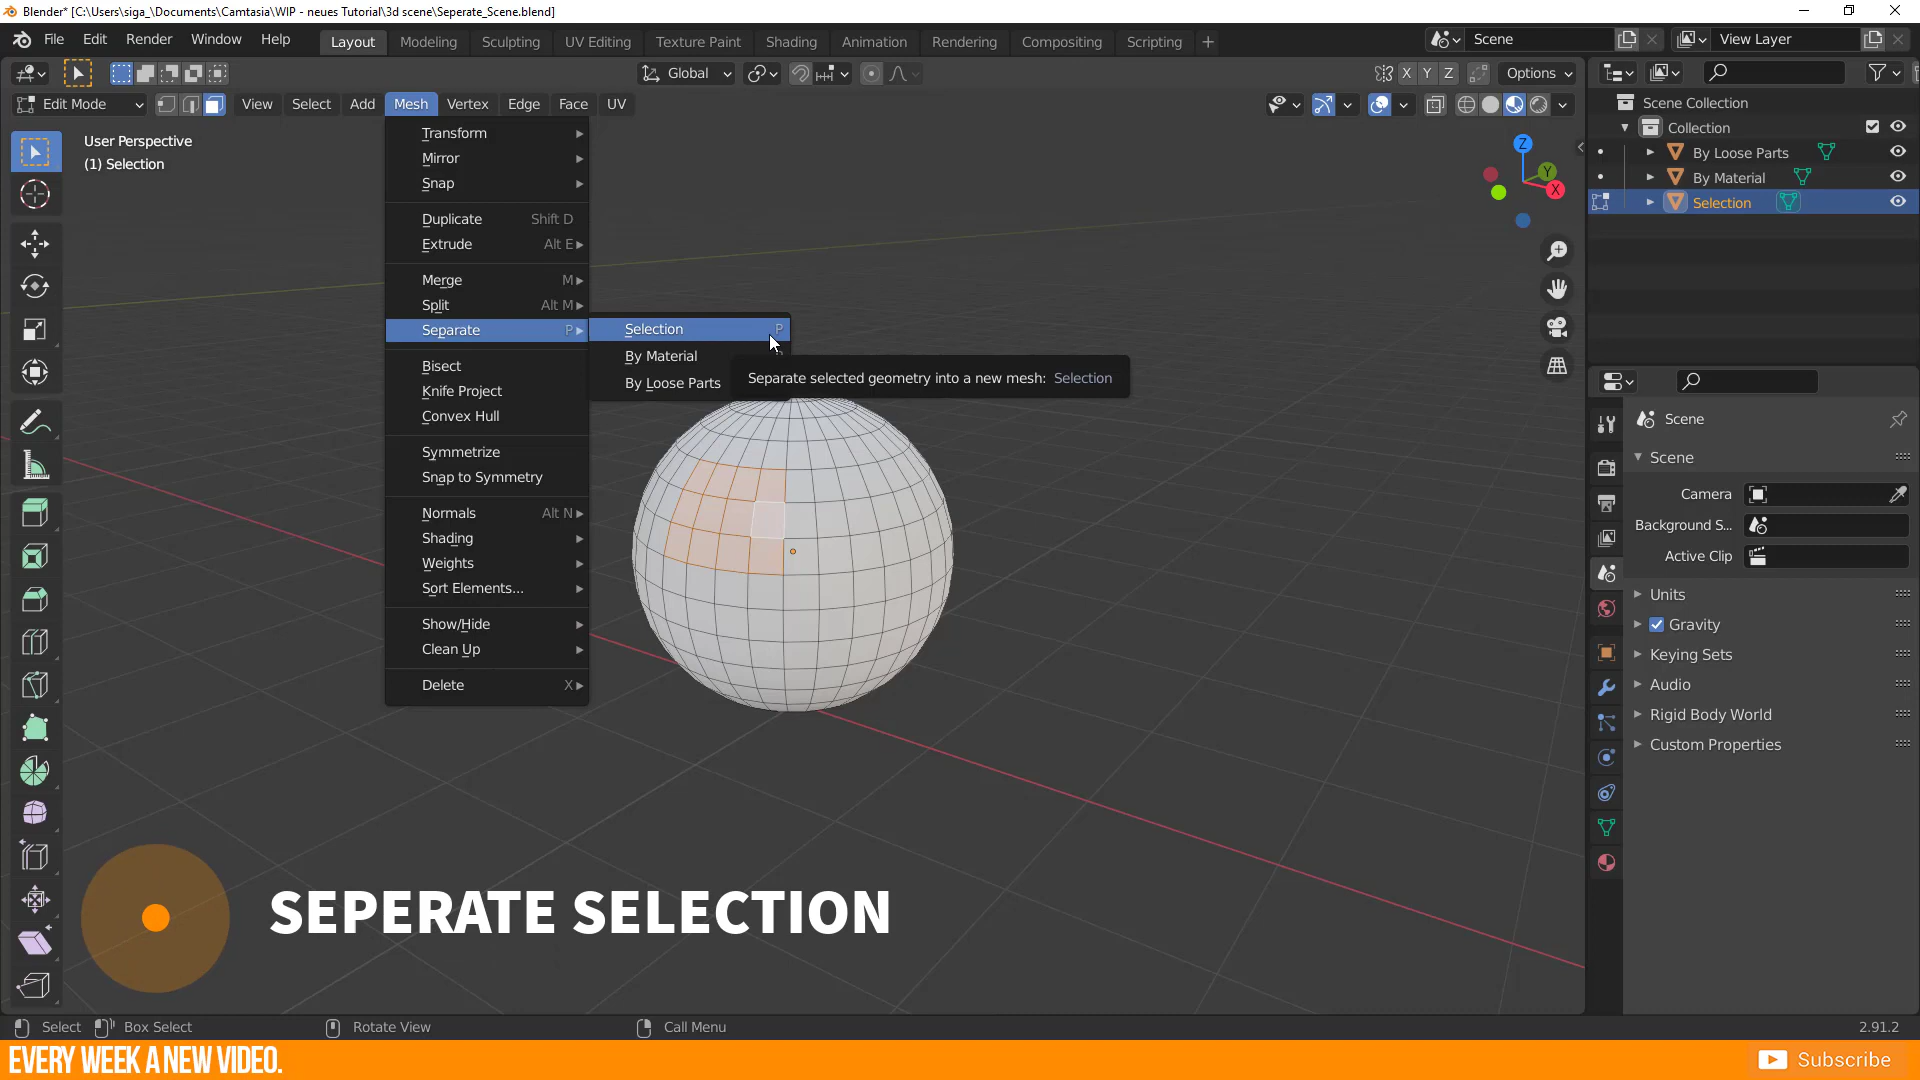 Blender* [C:\Users\siga_\Documents\Camtasia\WIP - neues Tutorial\3d scene\Seperate_Scene.blend]
File Edit Render Window Help Layout Modeling Sculpting UV Editing Texture Paint Shading Animation Rendering Compositing Scripting + Scene View Layer
Global X Y Z Options
Edit Mode View Select Add Mesh Vertex Edge Face UV
User Perspective
(1) Selection
Transform
Mirror
Snap
Duplicate Shift D
Extrude Alt E
Merge M
Split Alt M
Separate P
Bisect
Knife Project
Convex Hull
Symmetrize
Snap to Symmetry
Normals Alt N
Shading
Weights
Sort Elements...
Show/Hide
Clean Up
Delete X
Selection P
By Material
By Loose Parts
Separate selected geometry into a new mesh: Selection
Z
Y
X
Scene Collection
Collection
By Loose Parts
By Material
Selection
Scene
Scene
Camera
Background S...
Active Clip
Units
Gravity
Keying Sets
Audio
Rigid Body World
Custom Properties
SEPERATE SELECTION
Select Box Select Rotate View Call Menu 2.91.2
EVERY WEEK A NEW VIDEO.
Subscribe